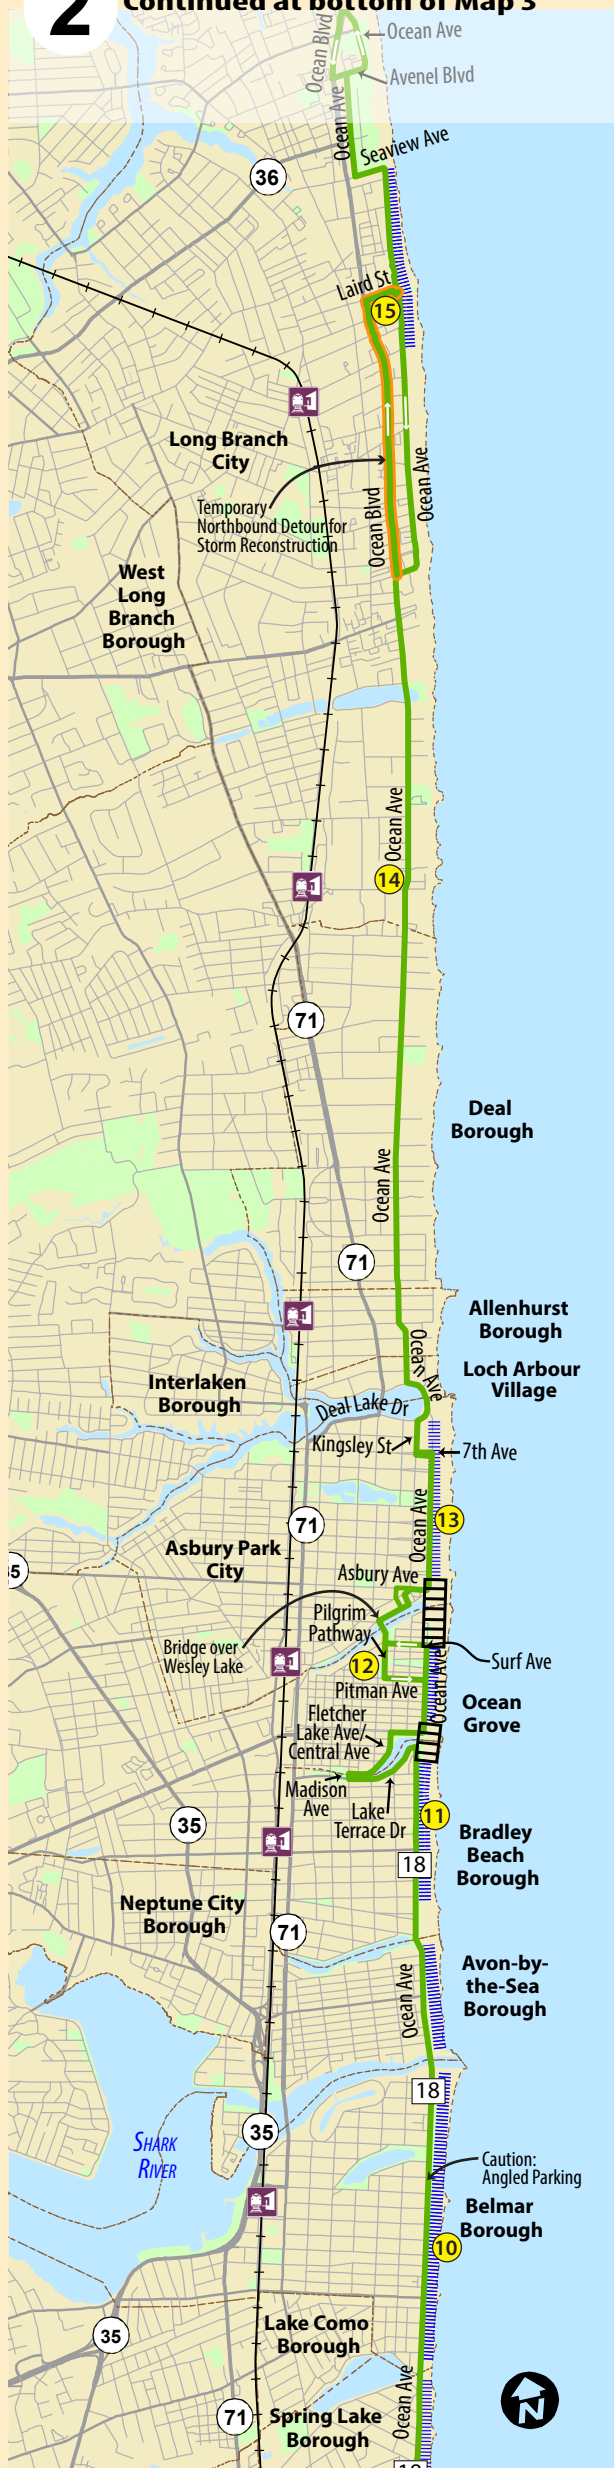 2 Continued at bottom of Map 3
Ocean Blvd
Ocean Ave
Avenel Blvd
Ocean Ave
Seaview Ave
36
Laird St
15
Long Branch
City
Temporary
Northbound Detour for
Storm Reconstruction
Ocean Blvd
Ocean Ave
West
Long
Branch
Borough
Ocean Ave
14
71
Deal
Borough
Ocean Ave
71
Allenhurst
Borough
Ocean Ave
Loch Arbour
Village
Interlaken
Borough
Deal Lake Dr
Kingsley St
7th Ave
Ocean Ave
13
71
Asbury Park
City
35
Asbury Ave
Pilgrim
Pathway
Bridge over
Wesley Lake
12
Surf Ave
Ocean Ave
Pitman Ave
Ocean
Grove
Fletcher
Lake Ave/
Central Ave
Madison
Ave
Lake
Terrace Dr
11
35
Bradley
Beach
Borough
18
Neptune City
Borough
71
Avon-by-
the-Sea
Borough
Ocean Ave
18
35
Shark
River
Caution:
Angled Parking
Belmar
Borough
10
Lake Como
Borough
35
Ocean Ave
71
Spring Lake
Borough
N
18